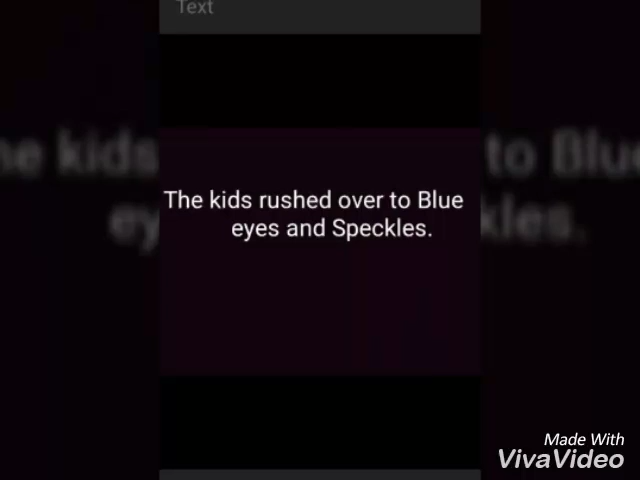 Text
The kids rushed over to Blue
eyes and Speckles.
Made With
VivaVideo